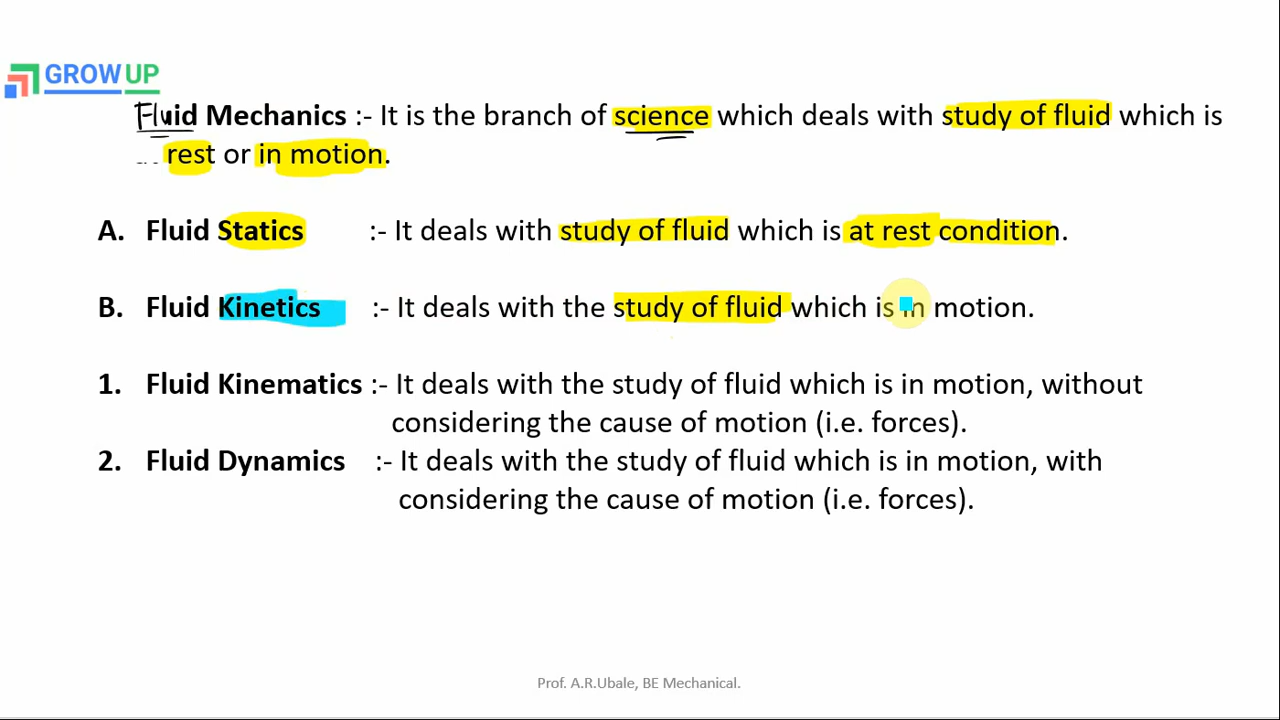 GROW UP
Fluid Mechanics :- It is the branch of science which deals with study of fluid which is
rest or in motion.
A. Fluid Statics :- It deals with study of fluid which is at rest condition.
B. Fluid Kinetics :- It deals with the study of fluid which is in motion.
1. Fluid Kinematics :- It deals with the study of fluid which is in motion, without
considering the cause of motion (i.e. forces).
2. Fluid Dynamics :- It deals with the study of fluid which is in motion, with
considering the cause of motion (i.e. forces).
Prof. A.R.Ubale, BE Mechanical.